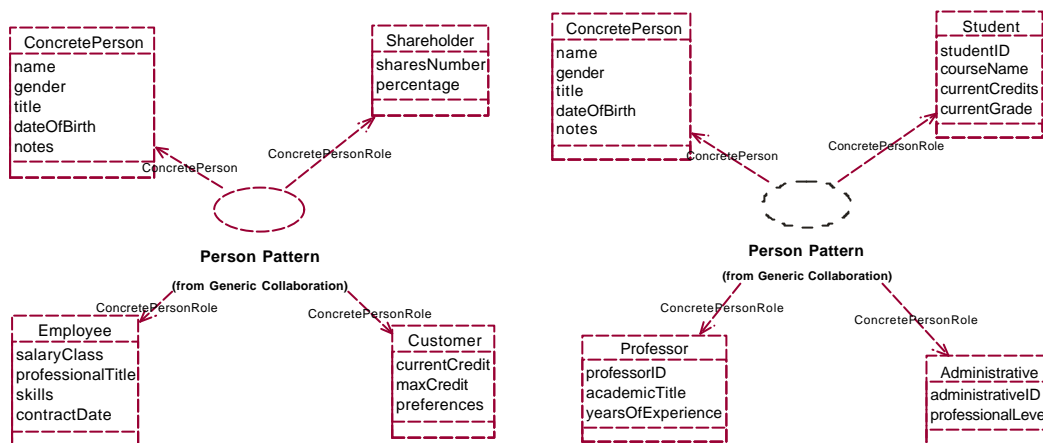 ConcretePerson
name
gender
title
dateOfBirth
notes
Shareholder
sharesNumber
percentage
ConcretePerson
ConcretePersonRole
Person Pattern
(from Generic Collaboration)
ConcretePersonRole
ConcretePersonRole
Employee
salaryClass
professionalTitle
skills
contractDate
Customer
currentCredit
maxCredit
preferences
ConcretePerson
name
gender
title
dateOfBirth
notes
Student
studentID
courseName
currentCredits
currentGrade
ConcretePerson
ConcretePersonRole
Person Pattern
(from Generic Collaboration)
ConcretePersonRole
ConcretePersonRole
Professor
professorID
academicTitle
yearsOfExperience
Administrative
administrativeID
professionalLeve